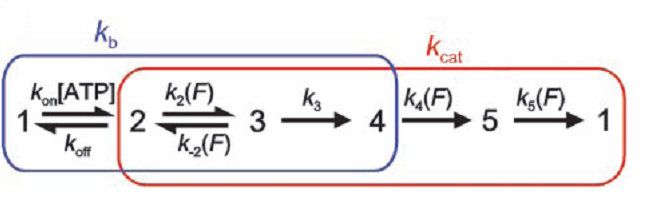 k_b
k_cat
k_on[ATP] k_2(F) k_3 k_4(F) k_5(F)
1 2 3 4 5 1
k_off k_-2(F)